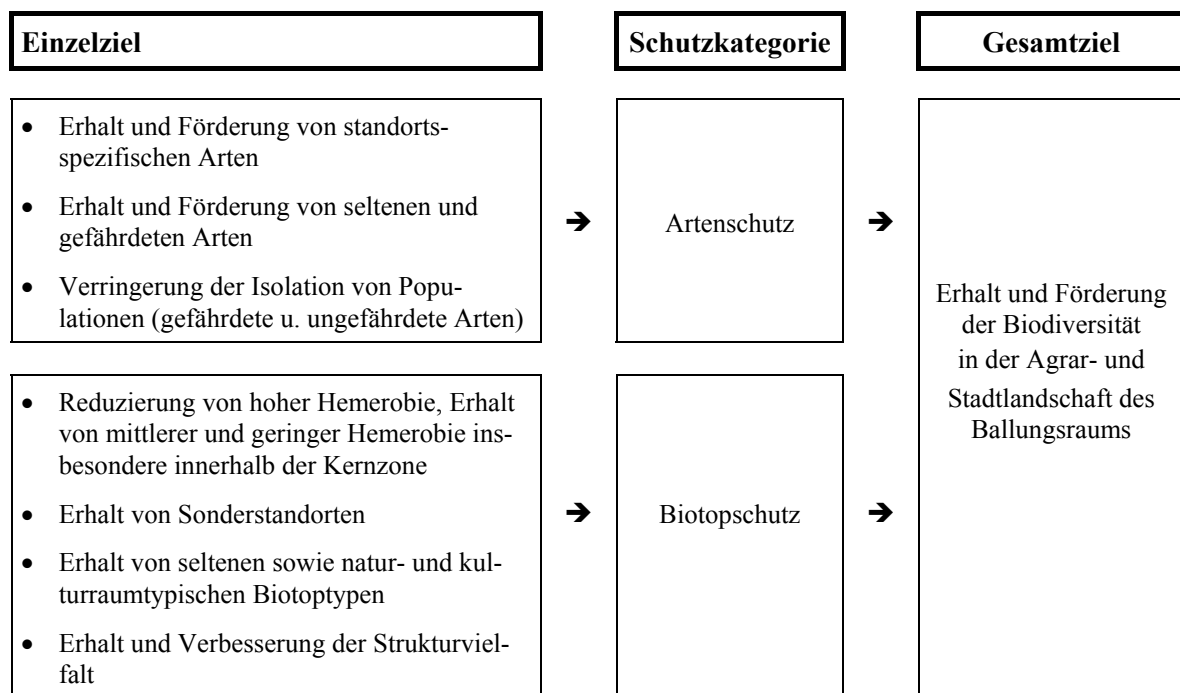 Einzelziel
Schutzkategorie
Gesamtziel
• Erhalt und Förderung von standorts-
spezifischen Arten
• Erhalt und Förderung von seltenen und
gefährdeten Arten
• Verringerung der Isolation von Popu-
lationen (gefährdete u. ungefährdete Arten)
➔
Artenschutz
➔
• Reduzierung von hoher Hemerobie, Erhalt
von mittlerer und geringer Hemerobie ins-
besondere innerhalb der Kernzone
• Erhalt von Sonderstandorten
• Erhalt von seltenen sowie natur- und kul-
turraumtypischen Biotoptypen
• Erhalt und Verbesserung der Strukturviel-
falt
➔
Biotopschutz
➔
Erhalt und Förderung
der Biodiversität
in der Agrar- und
Stadtlandschaft des
Ballungsraums